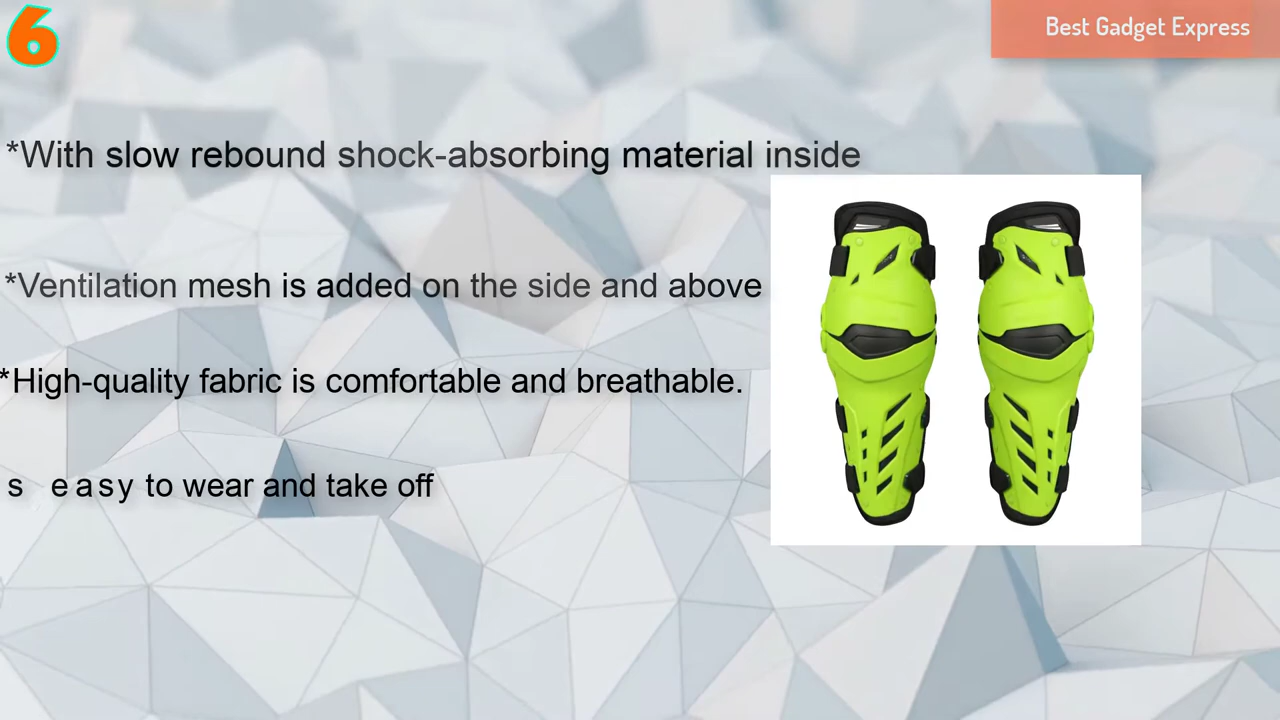 6
Best Gadget Express
*With slow rebound shock-absorbing material inside
*Ventilation mesh is added on the side and above
*High-quality fabric is comfortable and breathable.
s easy to wear and take off